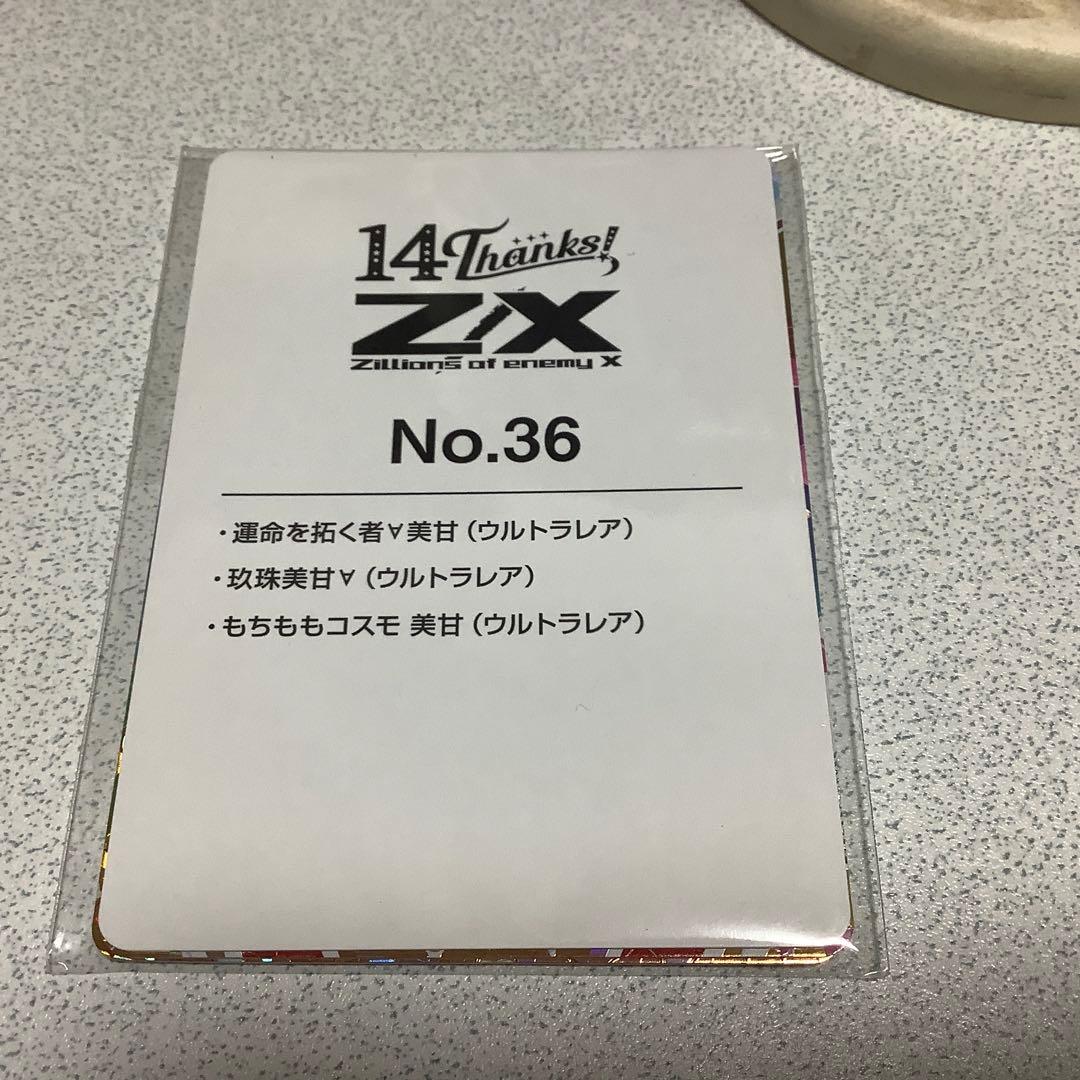 14 Thanks!
Z/X
Zillions of enemy X
No.36
・運命を拓く者∀美甘（ウルトラレア）
・玖珠美甘∀（ウルトラレア）
・もちももコスモ 美甘（ウルトラレア）